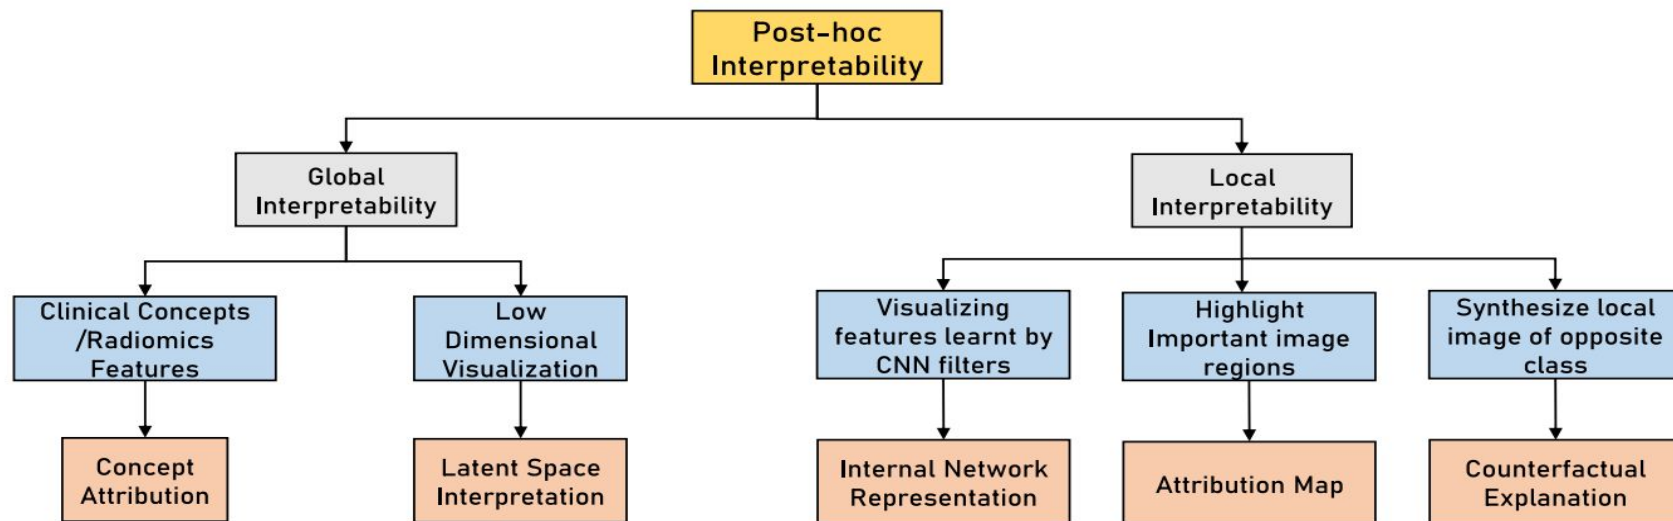 Post-hoc
Interpretability
Global
Interpretability
Local
Interpretability
Clinical Concepts
/Radiomics
Features
Low
Dimensional
Visualization
Visualizing
features learnt by
CNN filters
Highlight
Important image
regions
Synthesize local
image of opposite
class
Concept
Attribution
Latent Space
Interpretation
Internal Network
Representation
Attribution Map
Counterfactual
Explanation